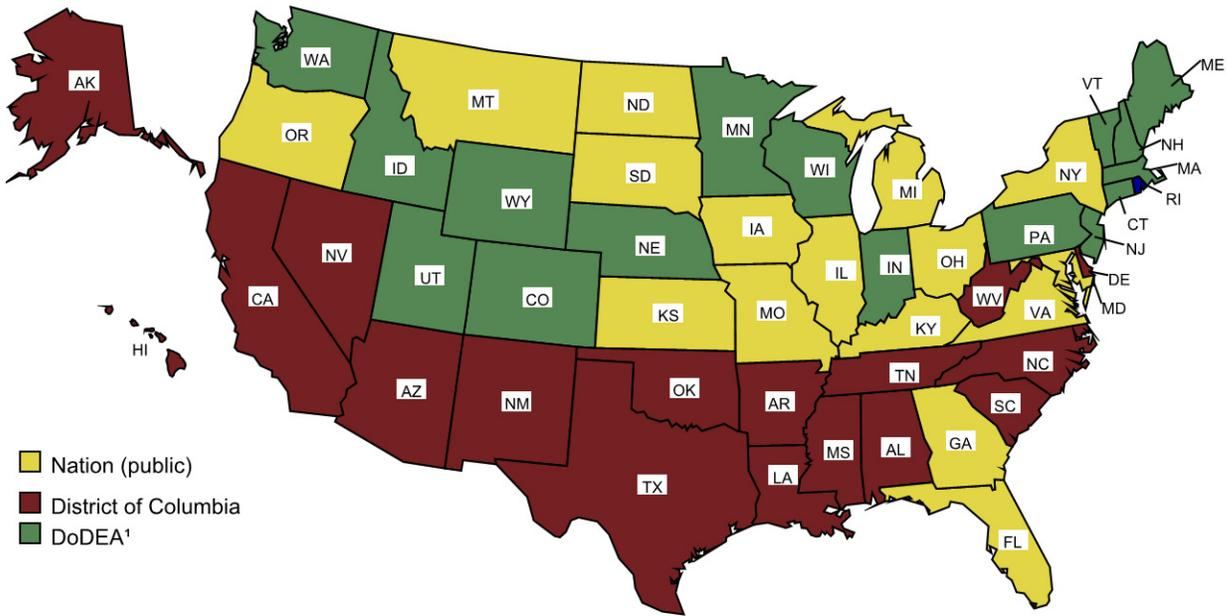 AK
WA
OR
MT
ID
WY
ND
SD
MN
WI
MI
NE
IA
NV
UT
CO
CA
KS
MO
IL
IN
OH
KY
WV
VA
PA
NY
VT
ME
NH
MA
RI
CT
NJ
DE
MD
HI
AZ
NM
OK
AR
TN
NC
SC
MS
AL
GA
LA
TX
FL
Nation (public)
District of Columbia
DoDEA¹